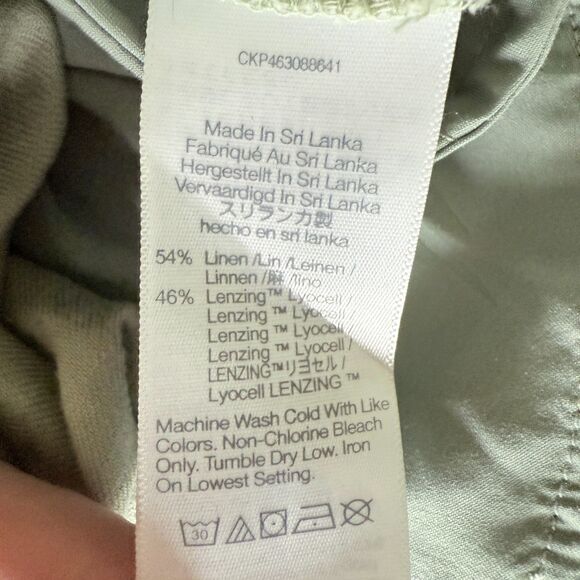 CKP463088641
Made In Sri Lanka
Fabriqué Au Sri Lanka
Hergestellt In Sri Lanka
Vervaardigd In Sri Lanka
スリランカ製
hecho en sri lanka
54% Linen /Lin /Leinen /
Linnen /麻 /lino
46% Lenzing™ Lyocell /
Lenzing ™ Lyocell /
Lenzing ™ Lyocell /
Lenzing ™ Lyocell /
LENZING™リヨセル /
Lyocell LENZING ™
Machine Wash Cold With Like
Colors. Non-Chlorine Bleach
Only. Tumble Dry Low. Iron
On Lowest Setting.
30